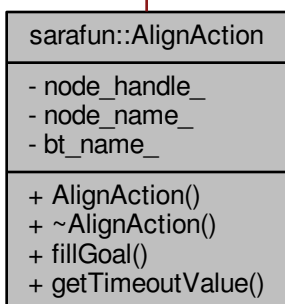 sarafun::AlignAction
- node_handle_
- node_name_
- bt_name_
+ AlignAction()
+ ~AlignAction()
+ fillGoal()
+ getTimeoutValue()